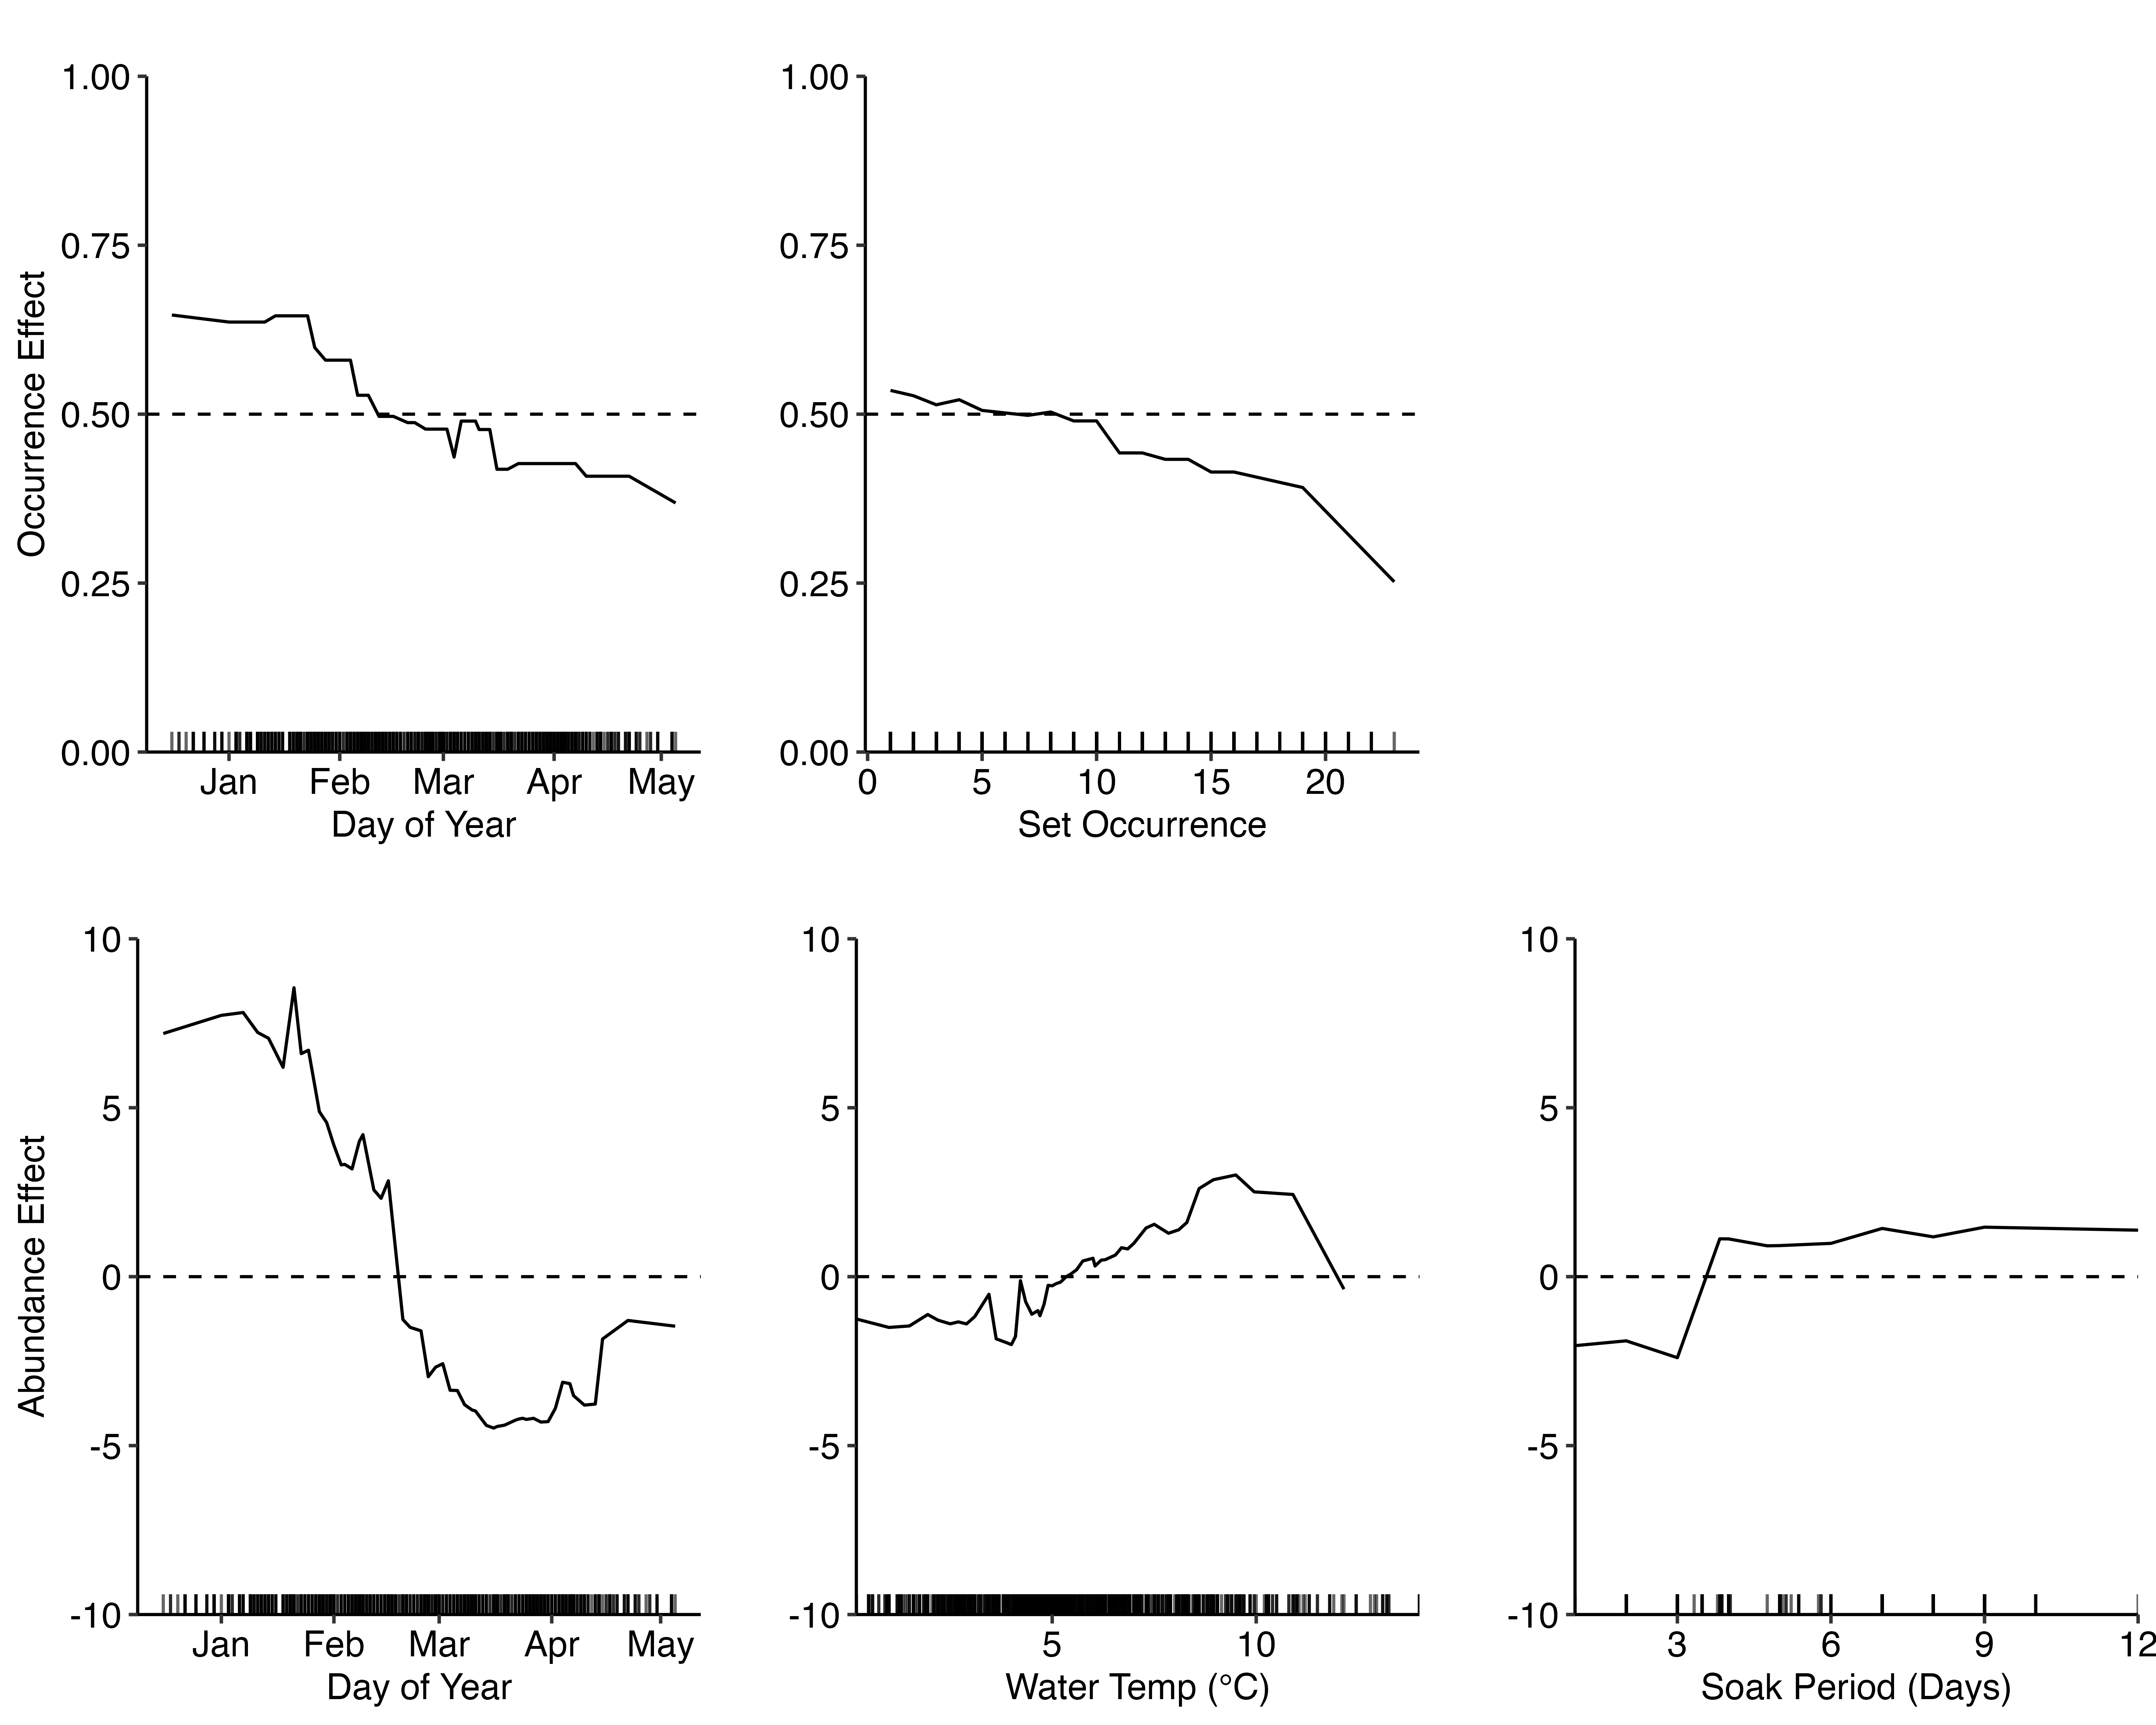 1.00
0.75
0.50
0.25
0.00
Occurrence Effect
Jan Feb Mar Apr May
Day of Year
1.00
0.75
0.50
0.25
0.00
0 5 10 15 20
Set Occurrence
10
5
0
-5
-10
Abundance Effect
Jan Feb Mar Apr May
Day of Year
10
5
0
-5
-10
5 10
Water Temp (°C)
10
5
0
-5
-10
3 6 9 12
Soak Period (Days)